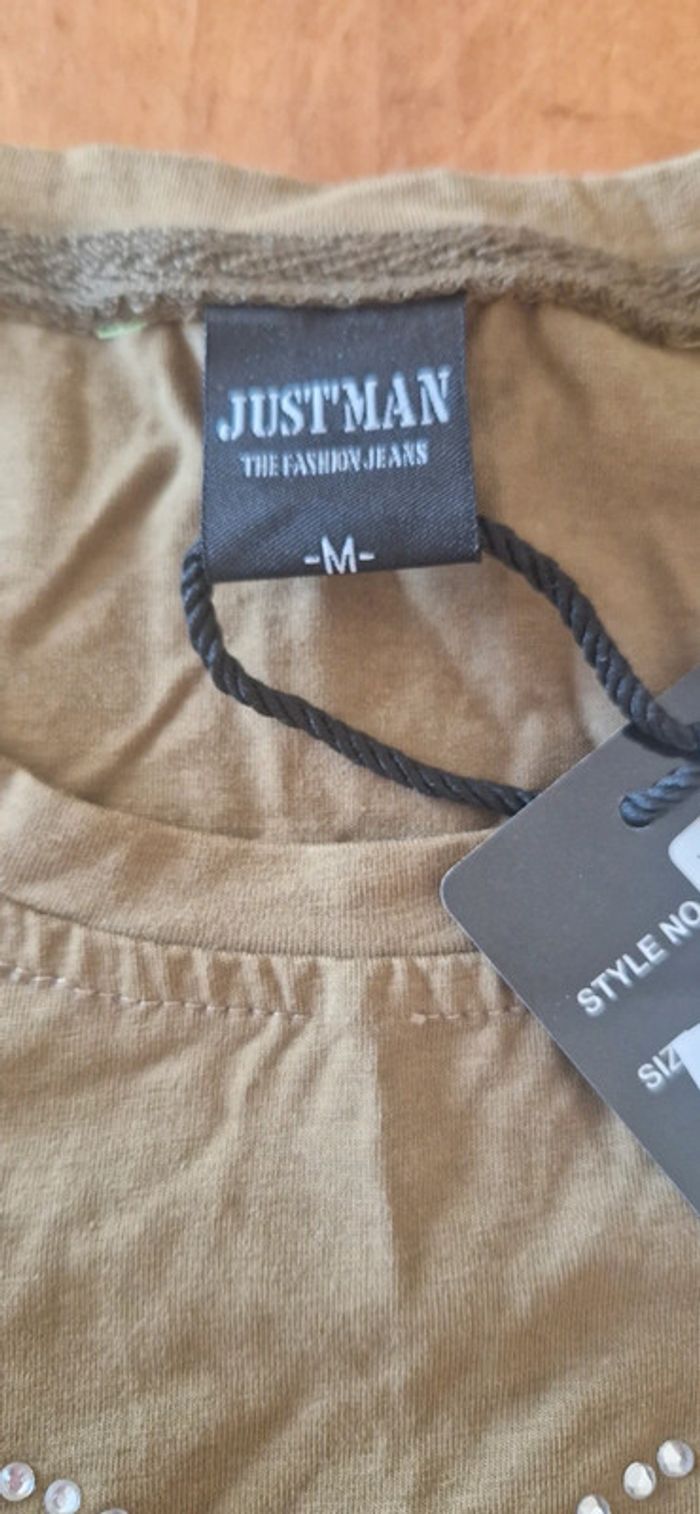 JUST'MAN
THE FASHION JEANS
-M-
STYLE NO
SIZ